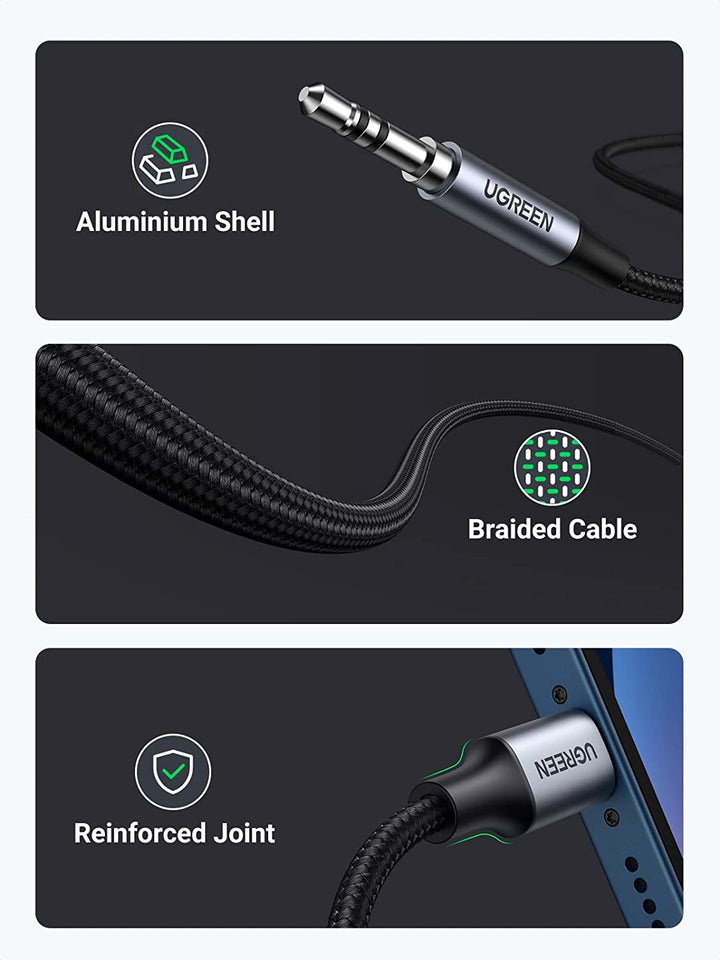 UGREEN
Aluminium Shell
Braided Cable
UGREEN
Reinforced Joint